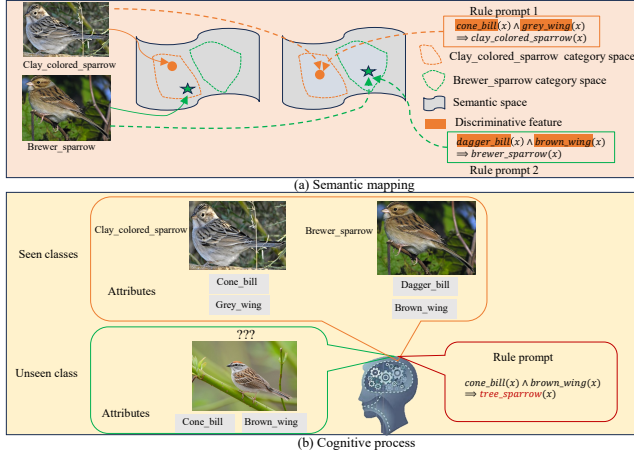 Rule prompt 1
cone_bill(x) ∧ grey_wing(x)
⟹ clay_colored_sparrow(x)
Clay_colored_sparrow
Clay_colored_sparrow category space
Brewer_sparrow category space
Semantic space
Discriminative feature
dagger_bill(x) ∧ brown_wing(x)
⟹ brewer_sparrow(x)
Brewer_sparrow
Rule prompt 2
(a) Semantic mapping
Clay_colored_sparrow
Brewer_sparrow
Seen classes
Attributes
Cone_bill
Grey_wing
Dagger_bill
Brown_wing
???
Unseen class
Attributes
Cone_bill
Brown_wing
Rule prompt
cone_bill(x) ∧ brown_wing(x)
⟹ tree_sparrow(x)
(b) Cognitive process